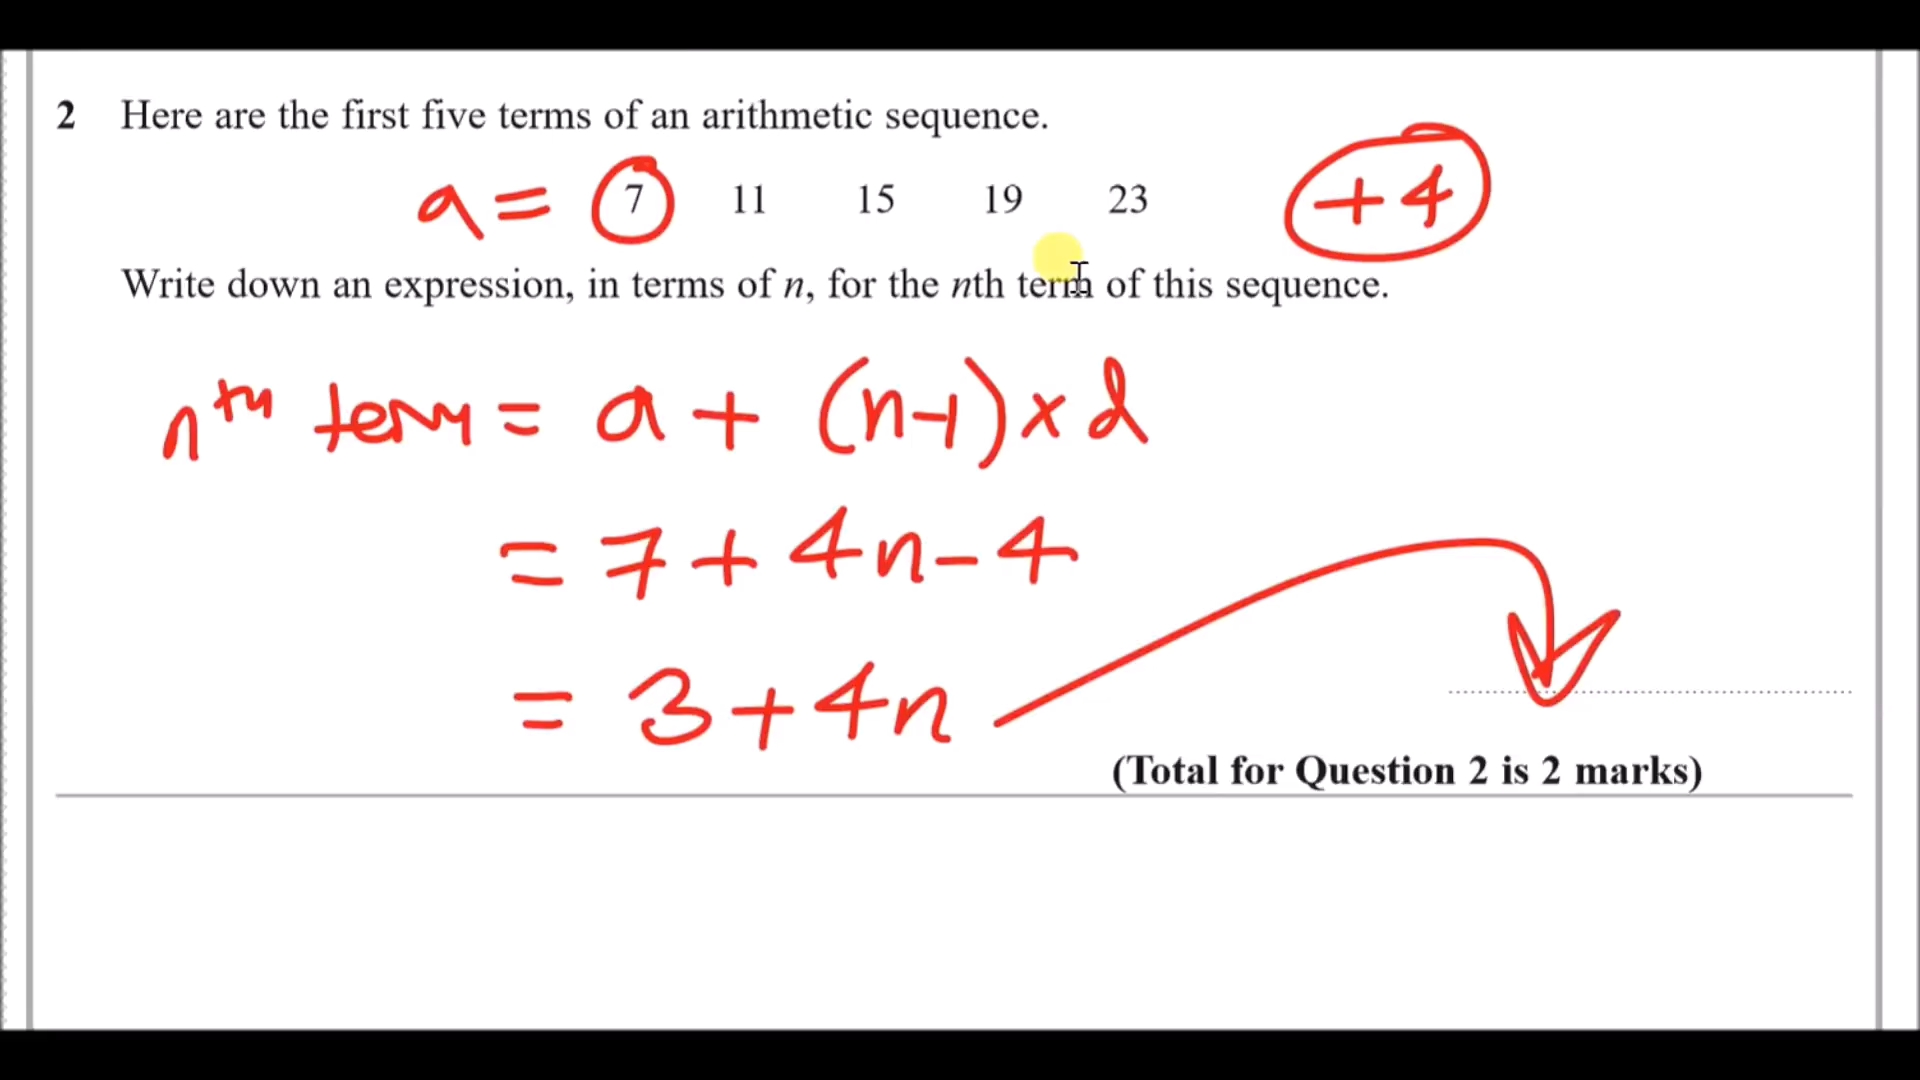 2 Here are the first five terms of an arithmetic sequence.
a = 7 11 15 19 23 +4
Write down an expression, in terms of n, for the nth term of this sequence.
nth term = a + (n-1) × d
= 7 + 4n - 4
= 3 + 4n
(Total for Question 2 is 2 marks)